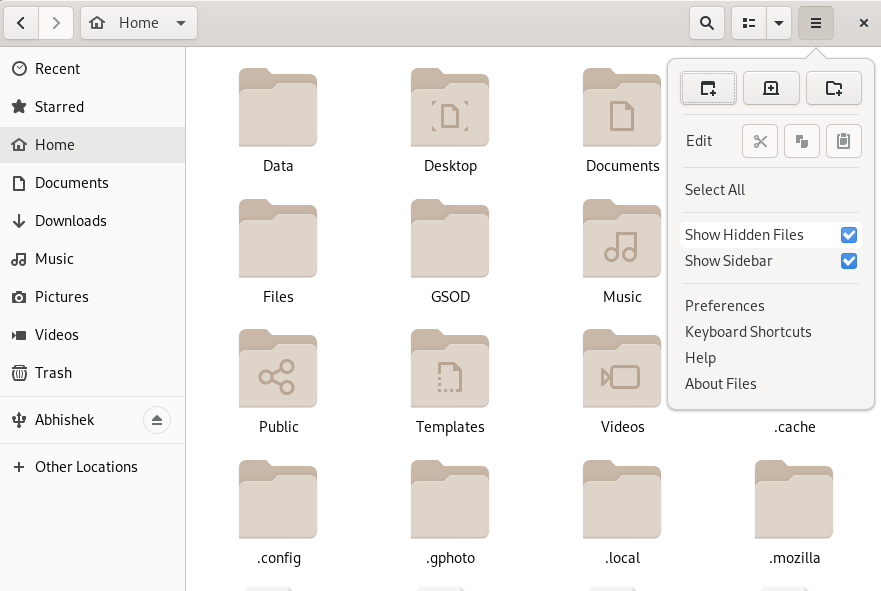 Home
Recent
Starred
Home
Documents
Downloads
Music
Pictures
Videos
Trash
Abhishek
Other Locations
Data
Desktop
Documents
Files
GSOD
Music
Public
Templates
Videos
.cache
.config
.gphoto
.local
.mozilla
Edit
Select All
Show Hidden Files
Show Sidebar
Preferences
Keyboard Shortcuts
Help
About Files